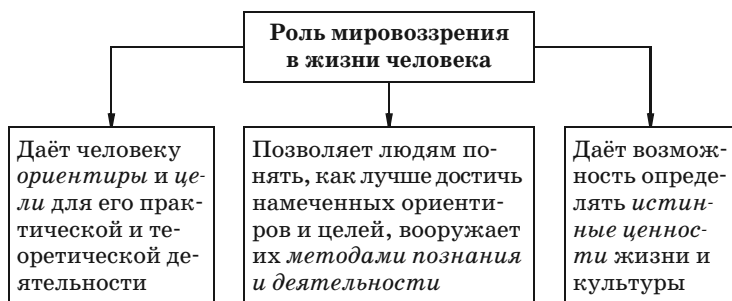 Роль мировоззрения
в жизни человека
Даёт человеку
ориентиры и це-
ли для его прак-
тической и те-
оретической де-
ятельности
Позволяет людям по-
нять, как лучше достичь
намеченных ориенти-
ров и целей, вооружает
их методами познания
и деятельности
Даёт возмож-
ность опреде-
лять истин-
ные ценнос-
ти жизни и
культуры